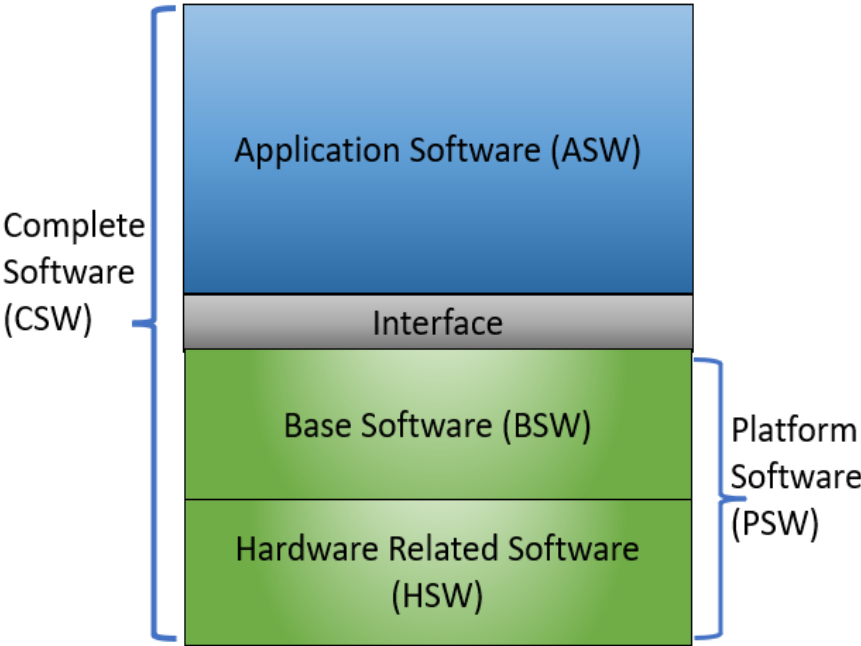 Application Software (ASW)
Complete
Software
(CSW)
Interface
Base Software (BSW)
Platform
Software
(PSW)
Hardware Related Software
(HSW)